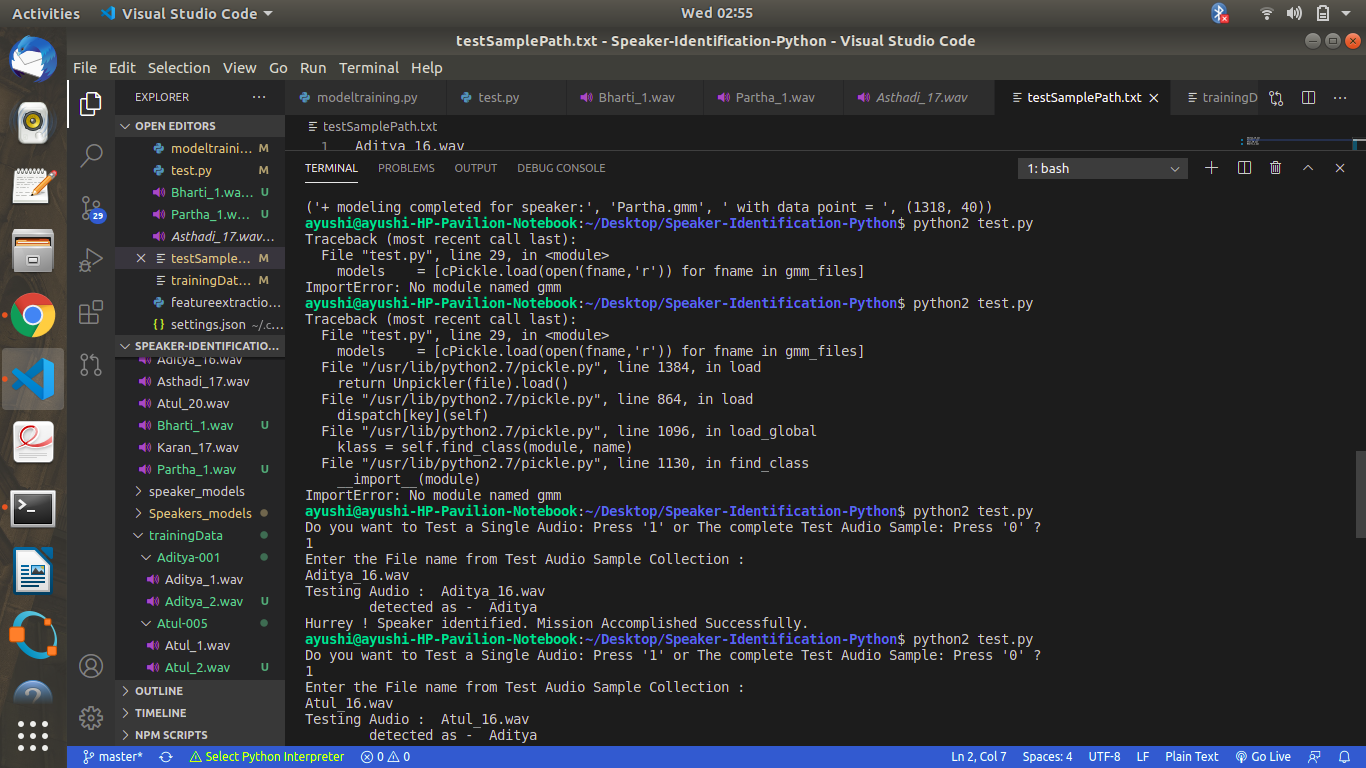 Activities
Visual Studio Code
Wed 02:55
testSamplePath.txt - Speaker-Identification-Python - Visual Studio Code
File Edit Selection View Go Run Terminal Help
EXPLORER
...
modeltraining.py
test.py
Bharti_1.wav
Partha_1.wav
Asthadi_17.wav
testSamplePath.txt
trainingD
...
OPEN EDITORS
modeltraini... M
test.py M
Bharti_1.wa... U
Partha_1.w... U
Asthadi_17.wav...
testSample... M
trainingDat... M
featureextractio...
{} settings.json ~/.c...
SPEAKER-IDENTIFICATIO...
Aditya_16.wav
Asthadi_17.wav
Atul_20.wav
Bharti_1.wav U
Karan_17.wav
Partha_1.wav U
speaker_models
Speakers_models
trainingData
Aditya-001
Aditya_1.wav
Aditya_2.wav U
Atul-005
Atul_1.wav
Atul_2.wav U
OUTLINE
TIMELINE
NPM SCRIPTS
29
testSamplePath.txt
1 Aditya_16.wav
TERMINAL PROBLEMS OUTPUT DEBUG CONSOLE
1: bash
('+ modeling completed for speaker:', 'Partha.gmm', ' with data point = ', (1318, 40))
ayushi@ayushi-HP-Pavilion-Notebook:~/Desktop/Speaker-Identification-Python$ python2 test.py
Traceback (most recent call last):
File "test.py", line 29, in <module>
models = [cPickle.load(open(fname,'r')) for fname in gmm_files]
ImportError: No module named gmm
ayushi@ayushi-HP-Pavilion-Notebook:~/Desktop/Speaker-Identification-Python$ python2 test.py
Traceback (most recent call last):
File "test.py", line 29, in <module>
models = [cPickle.load(open(fname,'r')) for fname in gmm_files]
File "/usr/lib/python2.7/pickle.py", line 1384, in load
return Unpickler(file).load()
File "/usr/lib/python2.7/pickle.py", line 864, in load
dispatch[key](self)
File "/usr/lib/python2.7/pickle.py", line 1096, in load_global
klass = self.find_class(module, name)
File "/usr/lib/python2.7/pickle.py", line 1130, in find_class
__import__(module)
ImportError: No module named gmm
ayushi@ayushi-HP-Pavilion-Notebook:~/Desktop/Speaker-Identification-Python$ python2 test.py
Do you want to Test a Single Audio: Press '1' or The complete Test Audio Sample: Press '0' ?
1
Enter the File name from Test Audio Sample Collection :
Aditya_16.wav
Testing Audio : Aditya_16.wav
detected as - Aditya
Hurrey ! Speaker identified. Mission Accomplished Successfully.
ayushi@ayushi-HP-Pavilion-Notebook:~/Desktop/Speaker-Identification-Python$ python2 test.py
Do you want to Test a Single Audio: Press '1' or The complete Test Audio Sample: Press '0' ?
1
Enter the File name from Test Audio Sample Collection :
Atul_16.wav
Testing Audio : Atul_16.wav
detected as - Aditya
master*
Select Python Interpreter
0
0
Ln 2, Col 7
Spaces: 4
UTF-8
LF
Plain Text
Go Live